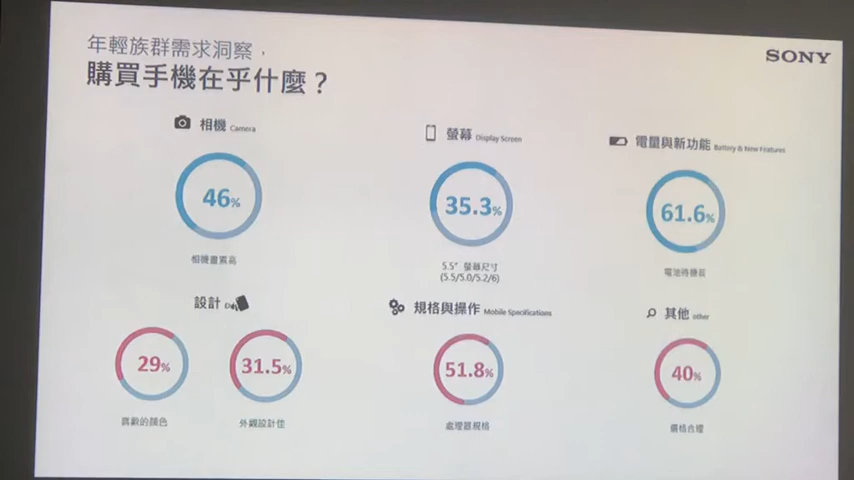 年輕族群需求洞察，
購買手機在乎什麼？
SONY
相機 Camera
46%
相機畫素高
螢幕 Display Screen
35.3%
5.5" 螢幕尺寸
(5.5/5.0/5.2/6)
電量與新功能 Battery & New Features
61.6%
電池待機長
設計
29%
喜歡的顏色
31.5%
外觀設計佳
規格與操作 Mobile Specifications
51.8%
處理器規格
其他 other
40%
價格合理